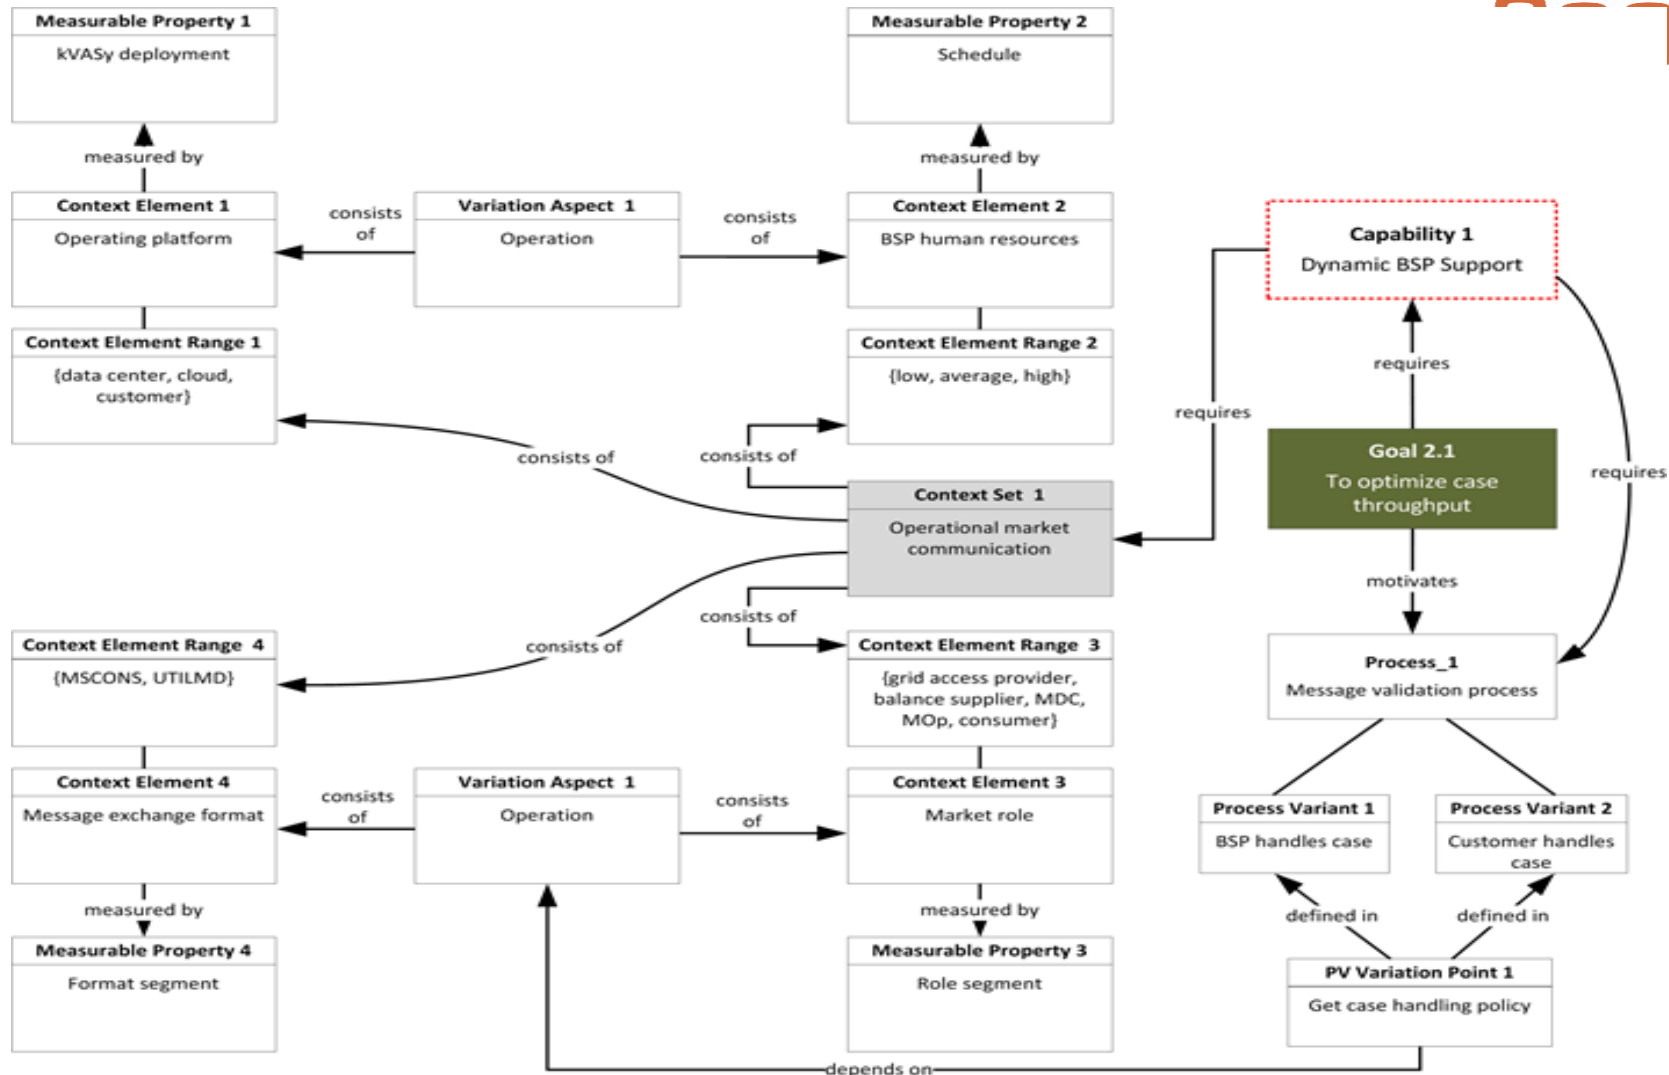 Measurable Property 1
kVASy deployment
Measurable Property 2
Schedule
measured by
measured by
Context Element 1
Operating platform
consists
of
Variation Aspect 1
Operation
consists
of
Context Element 2
BSP human resources
Capability 1
Dynamic BSP Support
Context Element Range 1
{data center, cloud,
customer}
Context Element Range 2
{low, average, high}
requires
requires
requires
consists of
consists of
Goal 2.1
To optimize case
throughput
Context Set 1
Operational market
communication
motivates
consists of
consists of
Context Element Range 4
{MSCONS, UTILMD}
Context Element Range 3
{grid access provider,
balance supplier, MDC,
MOp, consumer}
Process_1
Message validation process
Context Element 4
Message exchange format
consists
of
Variation Aspect 1
Operation
consists
of
Context Element 3
Market role
Process Variant 1
BSP handles case
Process Variant 2
Customer handles
case
measured by
measured by
defined in
defined in
Measurable Property 4
Format segment
Measurable Property 3
Role segment
PV Variation Point 1
Get case handling policy
depends on